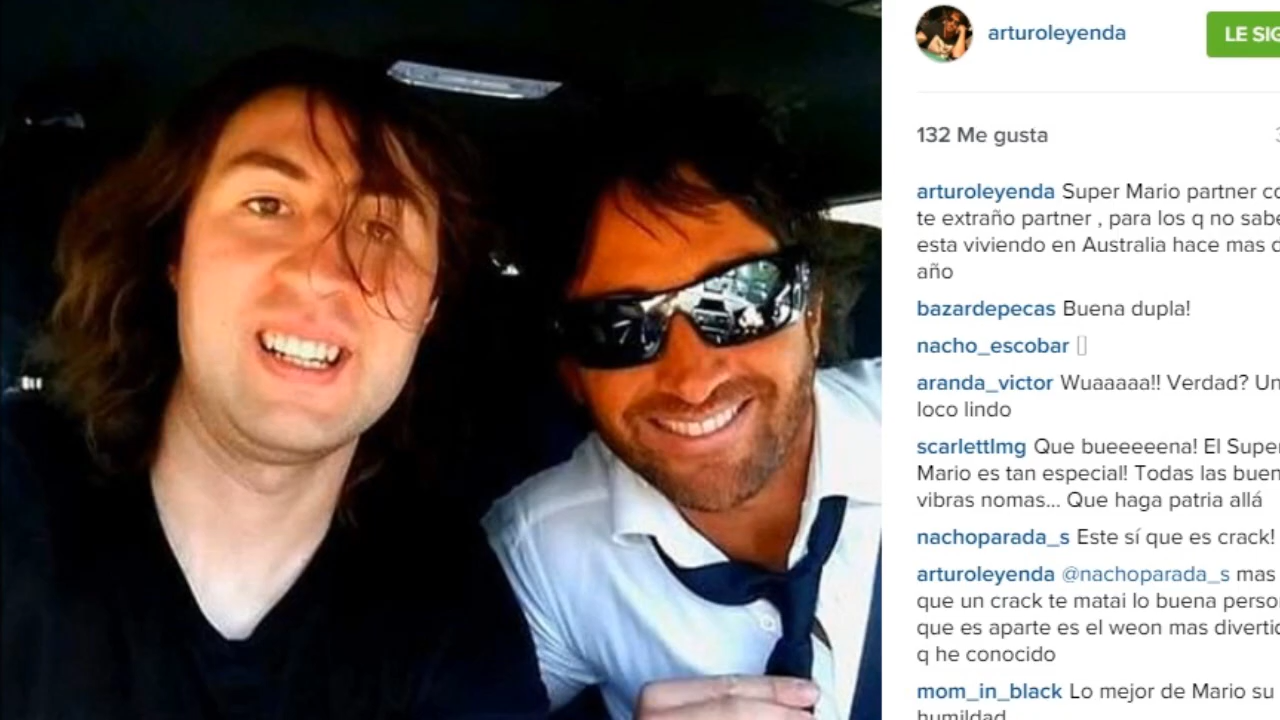 arturoleyenda
LE SIG
132 Me gusta
arturoleyenda Super Mario partner
te extraño partner , para los q no sabe
esta viviendo en Australia hace mas
año
bazardepecas Buena dupla!
nacho_escobar
aranda_victor Wuaaaaa!! Verdad? Un
loco lindo
scarlettlmg Que bueeeeena! El Super
Mario es tan especial! Todas las buen
vibras nomas... Que haga patria allá
nachoparada_s Este sí que es crack!
arturoleyenda @nachoparada_s mas
que un crack te matai lo buena perso
que es aparte es el weon mas diverti
q he conocido
mom_in_black Lo mejor de Mario su
humildad